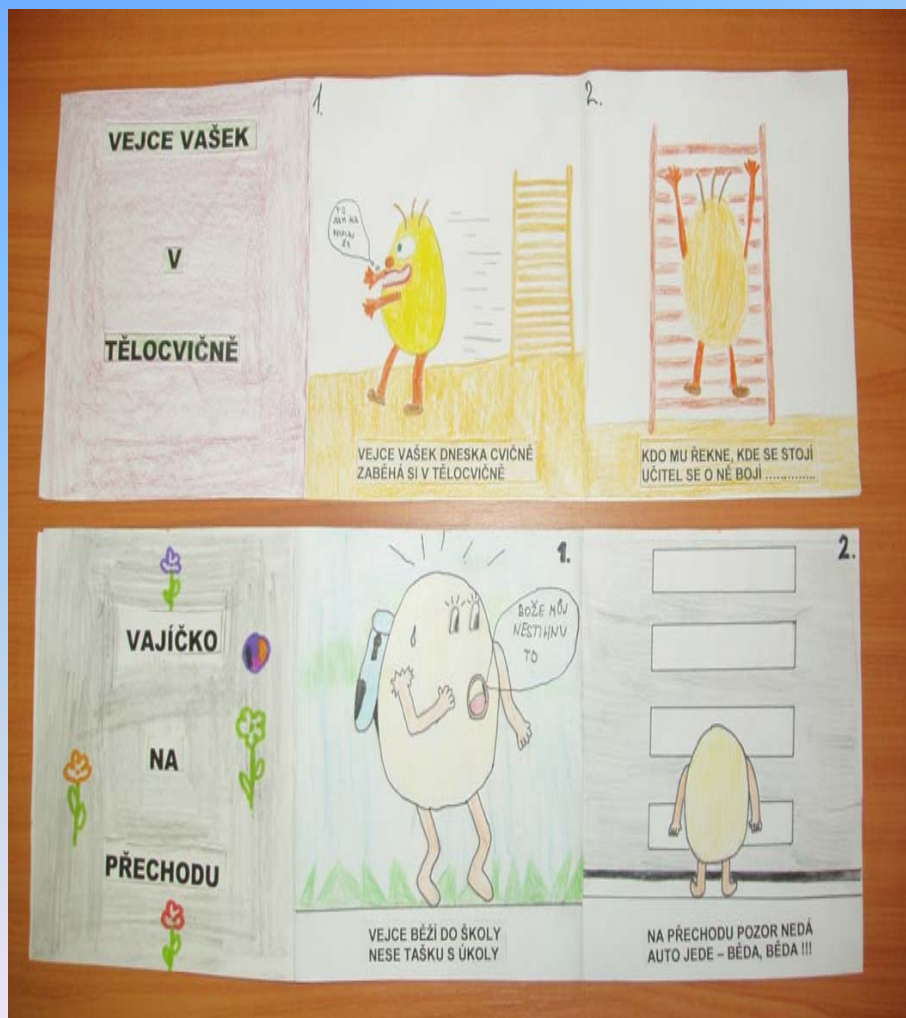 VEJCE VAŠEK
V
TĚLOCVIČNĚ
1.
TO
VEJCE VAŠEK DNESKA CVIČNĚ
ZABĚHÁ SI V TĚLOCVIČNĚ
2.
KDO MU ŘEKNE, KDE SE STOJÍ
UČITEL SE O NĚ BOJÍ .............
VAJÍČKO
NA
PŘECHODU
1.
BOŽE MŮJ
NESTIHNU
TO
VEJCE BĚŽÍ DO ŠKOLY
NESE TAŠKU S ÚKOLY
2.
NA PŘECHODU POZOR NEDÁ
AUTO JEDE – BĚDA, BĚDA !!!